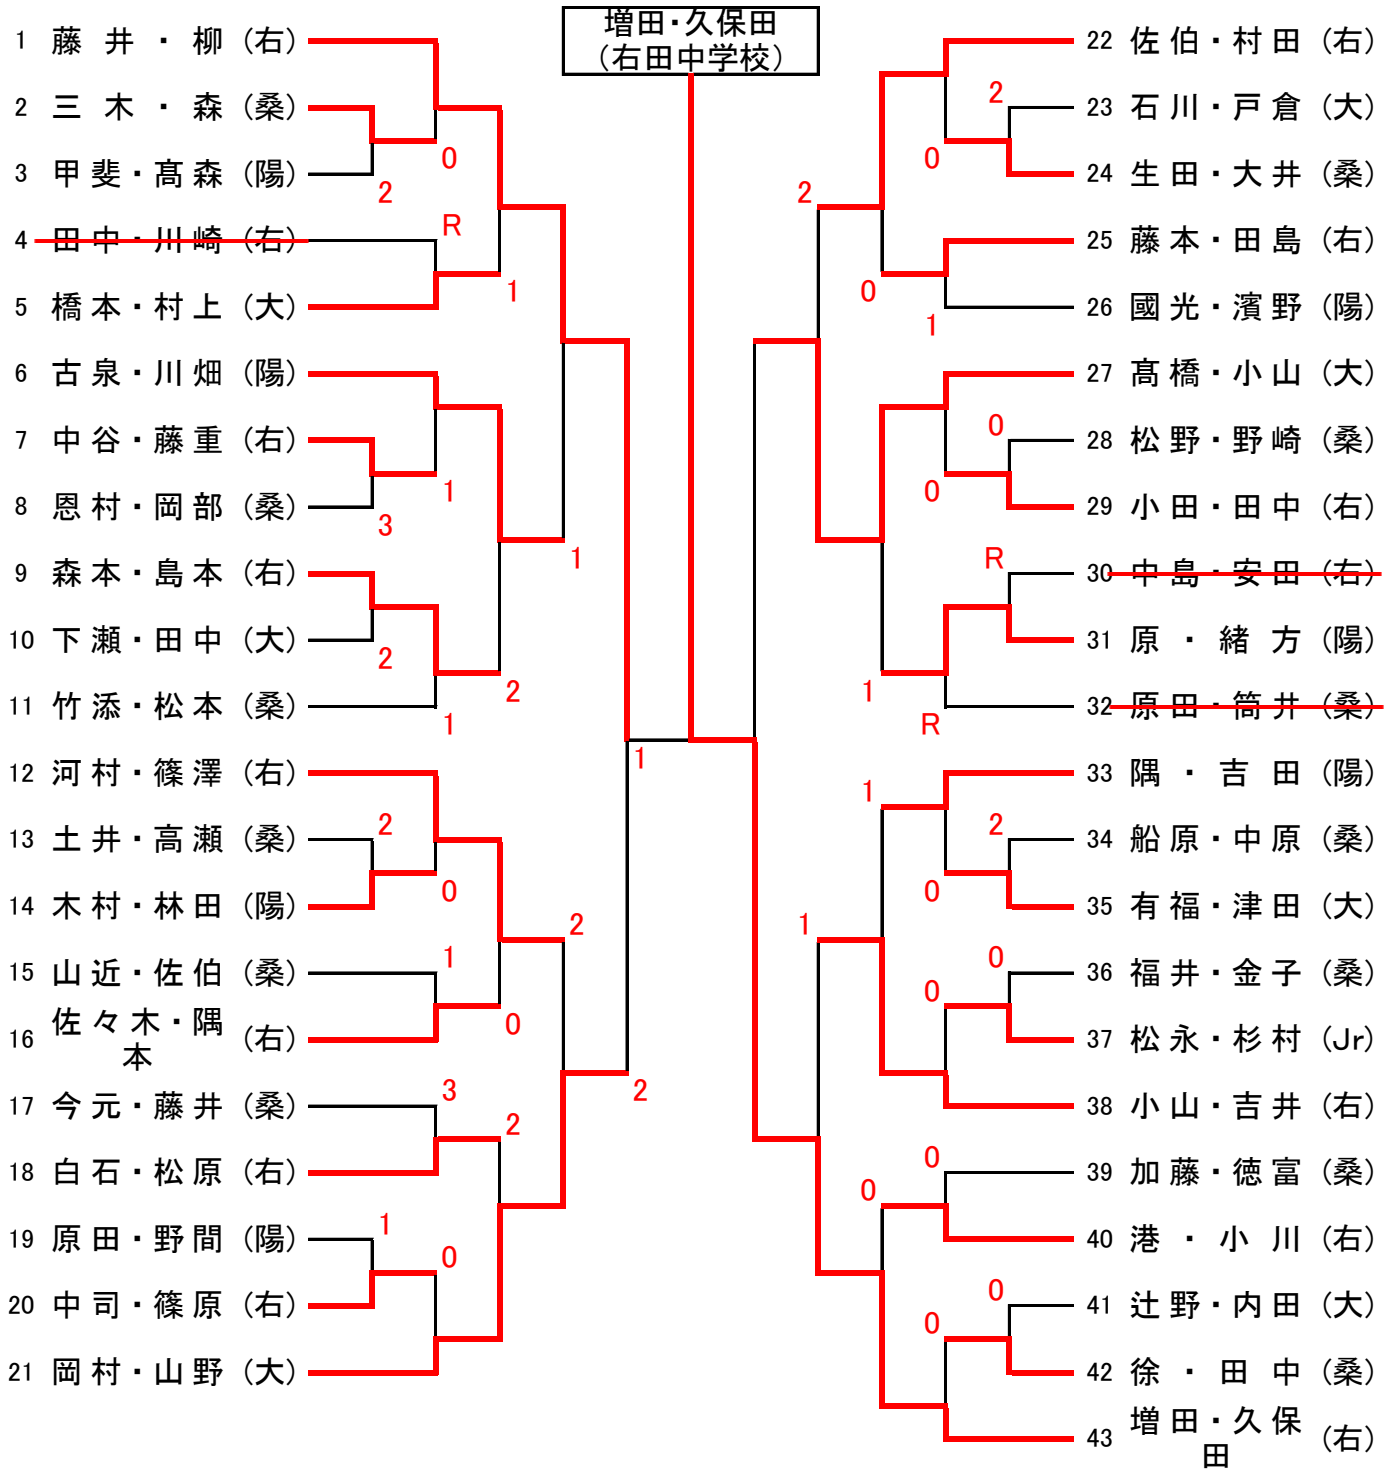 増田・久保田
(右田中学校)
1 藤井・柳 (右)
2 三木・森 (桑)
3 甲斐・髙森 (陽)
4 田中・川崎 (右)
5 橋本・村上 (大)
6 古泉・川畑 (陽)
7 中谷・藤重 (右)
8 恩村・岡部 (桑)
9 森本・島本 (右)
10 下瀬・田中 (大)
11 竹添・松本 (桑)
12 河村・篠澤 (右)
13 土井・高瀬 (桑)
14 木村・林田 (陽)
15 山近・佐伯 (桑)
16 佐々木・隅本 (右)
17 今元・藤井 (桑)
18 白石・松原 (右)
19 原田・野間 (陽)
20 中司・篠原 (右)
21 岡村・山野 (大)
0
2
R
1
1
3
1
2
2
1
1
2
0
2
1
0
3
2
2
1
0
22 佐伯・村田 (右)
23 石川・戸倉 (大)
24 生田・大井 (桑)
25 藤本・田島 (右)
26 國光・濱野 (陽)
27 髙橋・小山 (大)
28 松野・野崎 (桑)
29 小田・田中 (右)
30 中島・安田 (右)
31 原・緒方 (陽)
32 原田・筒井 (桑)
33 隅・吉田 (陽)
34 船原・中原 (桑)
35 有福・津田 (大)
36 福井・金子 (桑)
37 松永・杉村 (Jr)
38 小山・吉井 (右)
39 加藤・徳富 (桑)
40 港・小川 (右)
41 辻野・内田 (大)
42 徐・田中 (桑)
43 増田・久保田 (右)
2
0
2
0
1
0
0
R
1
R
1
2
0
1
0
0
0
0
0
0